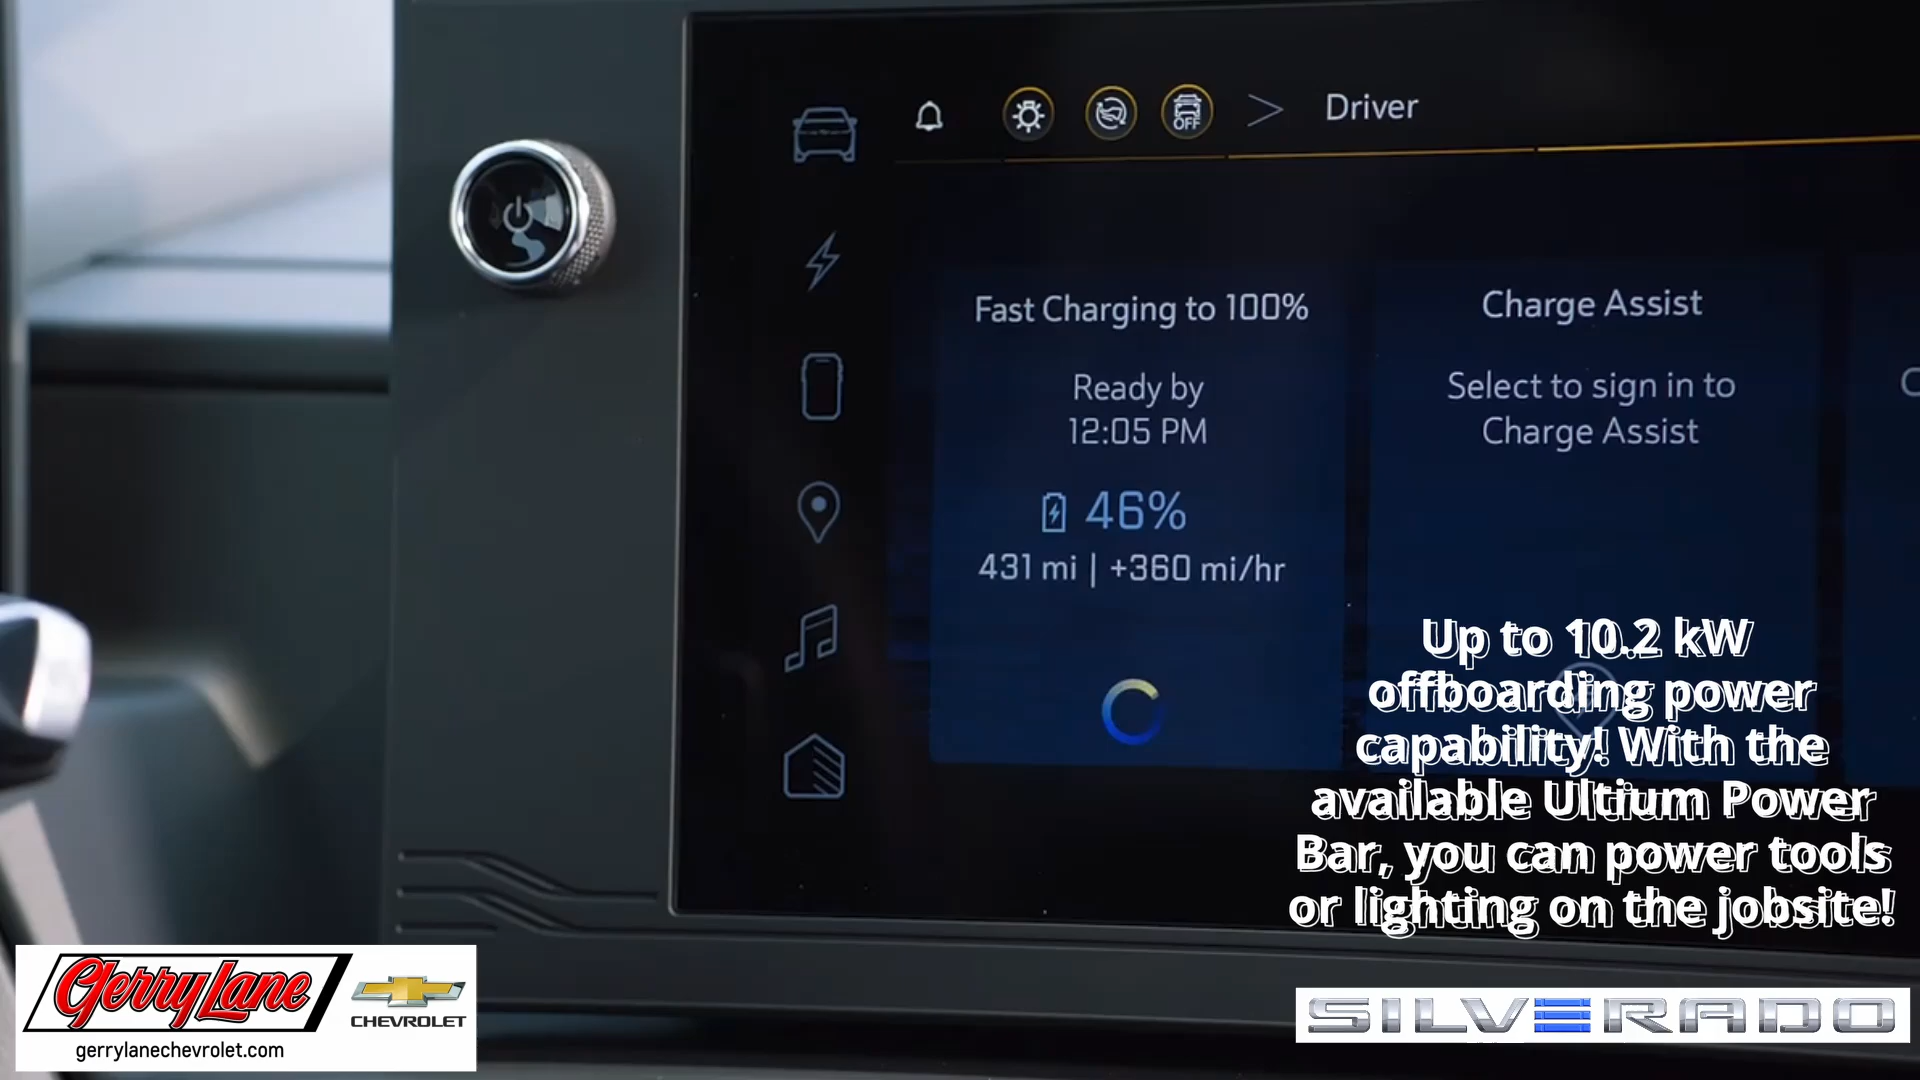 OFF
Driver
Fast Charging to 100%
Ready by
12:05 PM
46%
431 mi | +360 mi/hr
Charge Assist
Select to sign in to
Charge Assist
C
Up to 10.2 kW
offboarding power
capability! With the
available Ultium Power
Bar, you can power tools
or lighting on the jobsite!
Gerry Lane
CHEVROLET
gerrylanechevrolet.com
SILVERADO